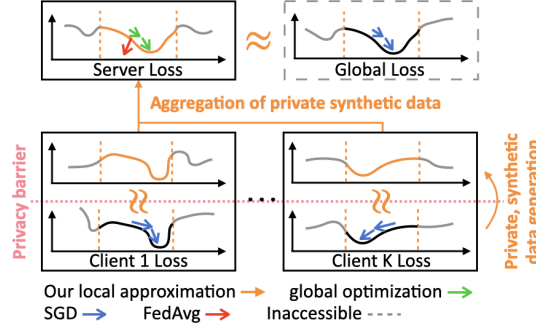 Server Loss
Global Loss
Aggregation of private synthetic data
Privacy barrier
Private, synthetic
data generation
Client 1 Loss
Client K Loss
Our local approximation
global optimization
SGD
FedAvg
Inaccessible